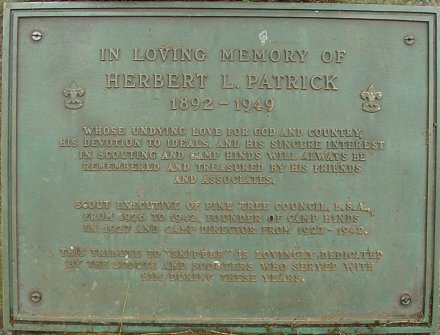 IN LOVING MEMORY OF
HERBERT L. PATRICK
1892-1949
WHOSE UNDYING LOVE FOR GOD AND COUNTRY,
HIS DEVOTION TO IDEALS, AND HIS SINCERE INTEREST
IN SCOUTING AND CAMP HINDS WILL ALWAYS BE
REMEMBERED AND TREASURED BY HIS FRIENDS
AND ASSOCIATES.
SCOUT EXECUTIVE OF PINE TREE COUNCIL, B.S.A.,
FROM 1926 TO 1942, FOUNDER OF CAMP HINDS
IN 1927 AND CAMP DIRECTOR FROM 1927-1942.
THIS TRIBUTE TO "SKIPPER" IS LOVINGLY DEDICATED
BY THE SCOUTS AND SCOUTERS WHO SERVED WITH
HIM DURING THESE YEARS.